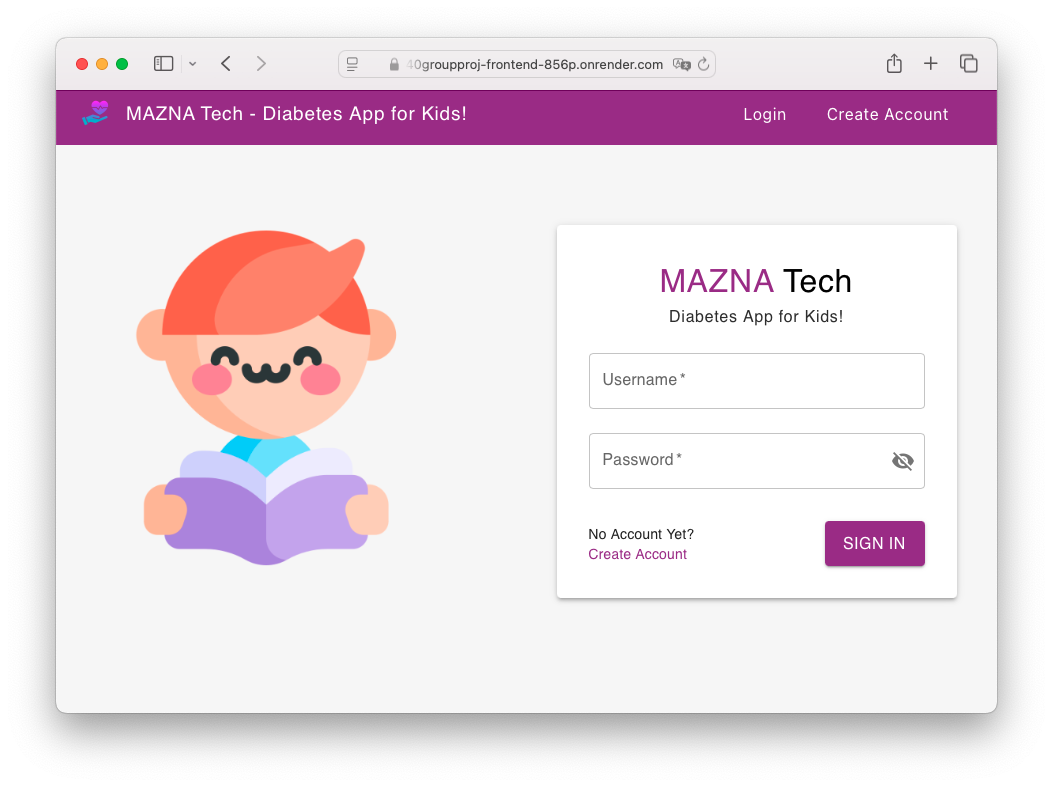 40groupproj-frontend-856p.onrender.com
MAZNA Tech - Diabetes App for Kids!
Login
Create Account
MAZNA Tech
Diabetes App for Kids!
Username *
Password *
No Account Yet?
Create Account
SIGN IN